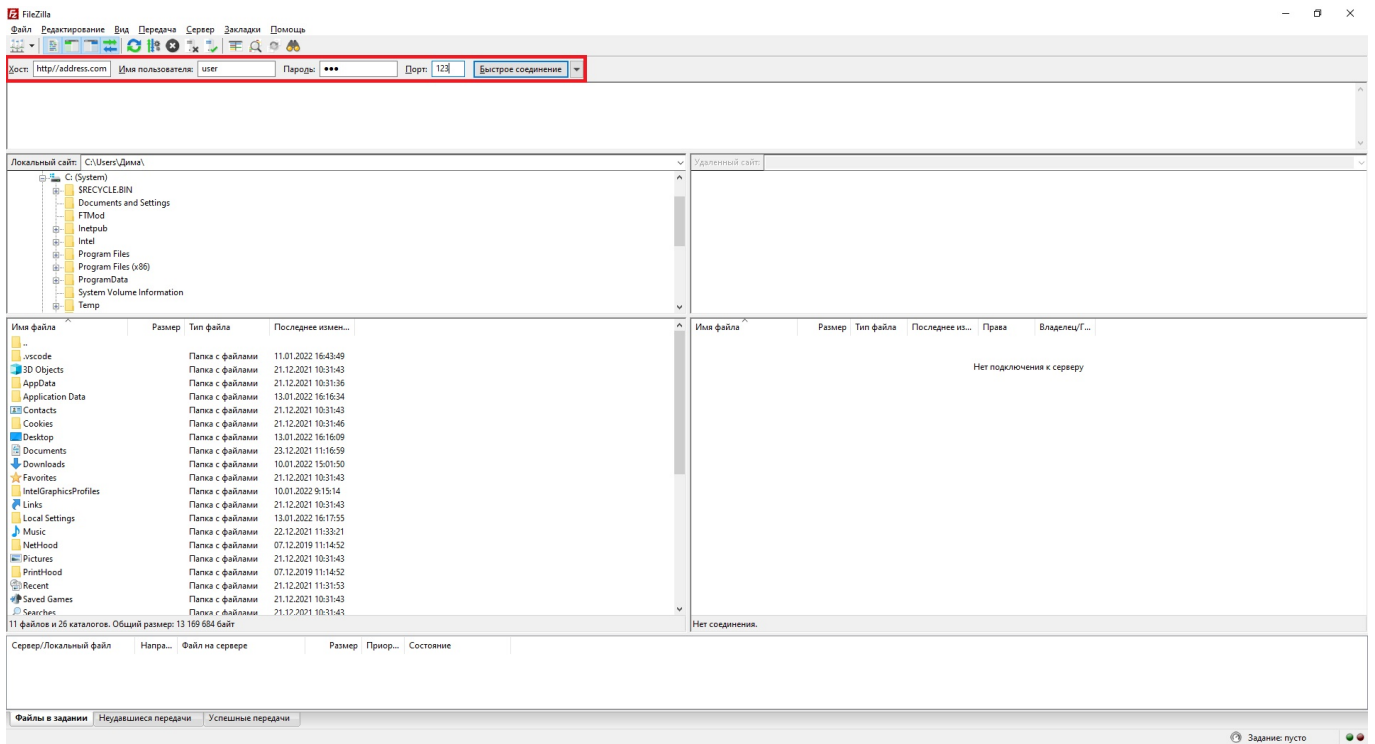 FileZilla
Файл Редактирование Вид Передача Сервер Закладки Помощь
Хост: http//address.com Имя пользователя: user Пароль: ●●● Порт: 123 Быстрое соединение
Локальный сайт: C:\Users\Дима\
Удаленный сайт:
C: (System)
$RECYCLE.BIN
Documents and Settings
FTMod
Inetpub
Intel
Program Files
Program Files (x86)
ProgramData
System Volume Information
Temp
Имя файла Размер Тип файла Последнее измен...
..
.vscode Папка с файлами 11.01.2022 16:43:49
3D Objects Папка с файлами 21.12.2021 10:31:43
AppData Папка с файлами 21.12.2021 10:31:36
Application Data Папка с файлами 13.01.2022 16:16:34
Contacts Папка с файлами 21.12.2021 10:31:43
Cookies Папка с файлами 21.12.2021 10:31:46
Desktop Папка с файлами 13.01.2022 16:16:09
Documents Папка с файлами 23.12.2021 11:16:59
Downloads Папка с файлами 10.01.2022 15:01:50
Favorites Папка с файлами 21.12.2021 10:31:43
IntelGraphicsProfiles Папка с файлами 10.01.2022 9:15:14
Links Папка с файлами 21.12.2021 10:31:43
Local Settings Папка с файлами 13.01.2022 16:17:55
Music Папка с файлами 22.12.2021 11:33:21
NetHood Папка с файлами 07.12.2019 11:14:52
Pictures Папка с файлами 21.12.2021 10:31:43
PrintHood Папка с файлами 07.12.2019 11:14:52
Recent Папка с файлами 21.12.2021 11:31:53
Saved Games Папка с файлами 21.12.2021 10:31:43
Searches Папка с файлами 21.12.2021 10:31:43
11 файлов и 26 каталогов. Общий размер: 13 169 684 байт
Имя файла Размер Тип файла Последнее из... Права Владелец/Г...
Нет подключения к серверу
Нет соединения.
Сервер/Локальный файл Напра... Файл на сервере Размер Приор... Состояние
Файлы в задании Неудавшиеся передачи Успешные передачи
Задание: пусто